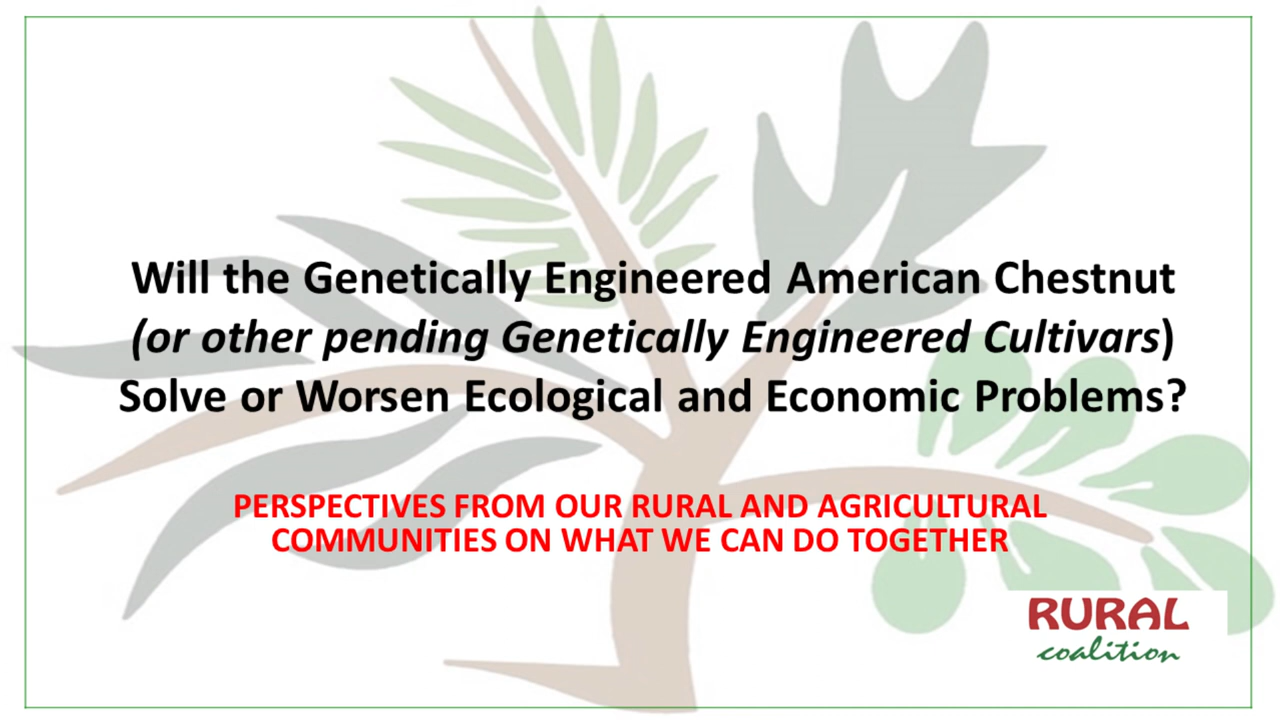 Will the Genetically Engineered American Chestnut
(or other pending Genetically Engineered Cultivars)
Solve or Worsen Ecological and Economic Problems?
PERSPECTIVES FROM OUR RURAL AND AGRICULTURAL
COMMUNITIES ON WHAT WE CAN DO TOGETHER
RURAL
coalition